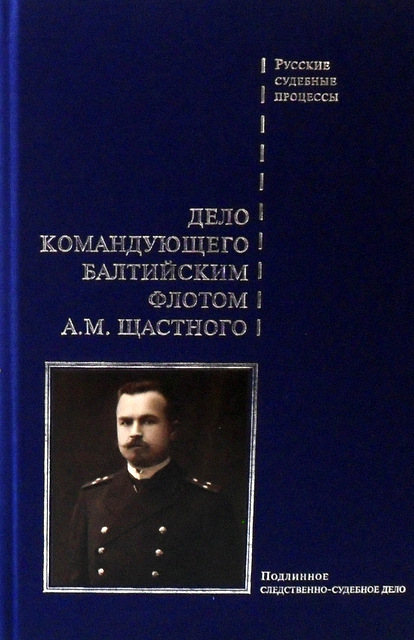 Русские
судебные
процессы
ДЕЛО
КОМАНДУЮЩЕГО
БАЛТИЙСКИМ
ФЛОТОМ
А.М. ЩАСТНОГО
Подлинное
следственно-судебное дело